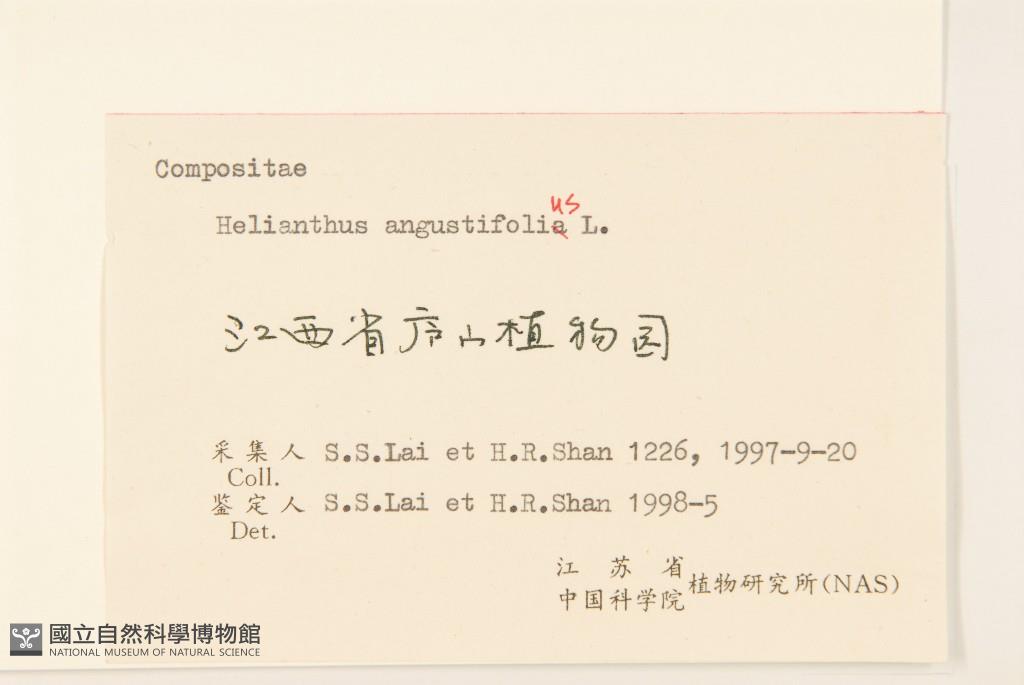 Compositae
us
Helianthus angustifolia L.
江西省庐山植物园
采集人 S.S.Lai et H.R.Shan 1226, 1997-9-20
Coll.
鉴定人 S.S.Lai et H.R.Shan 1998-5
Det.
江苏省
中国科学院植物研究所(NAS)
國立自然科學博物館
NATIONAL MUSEUM OF NATURAL SCIENCE